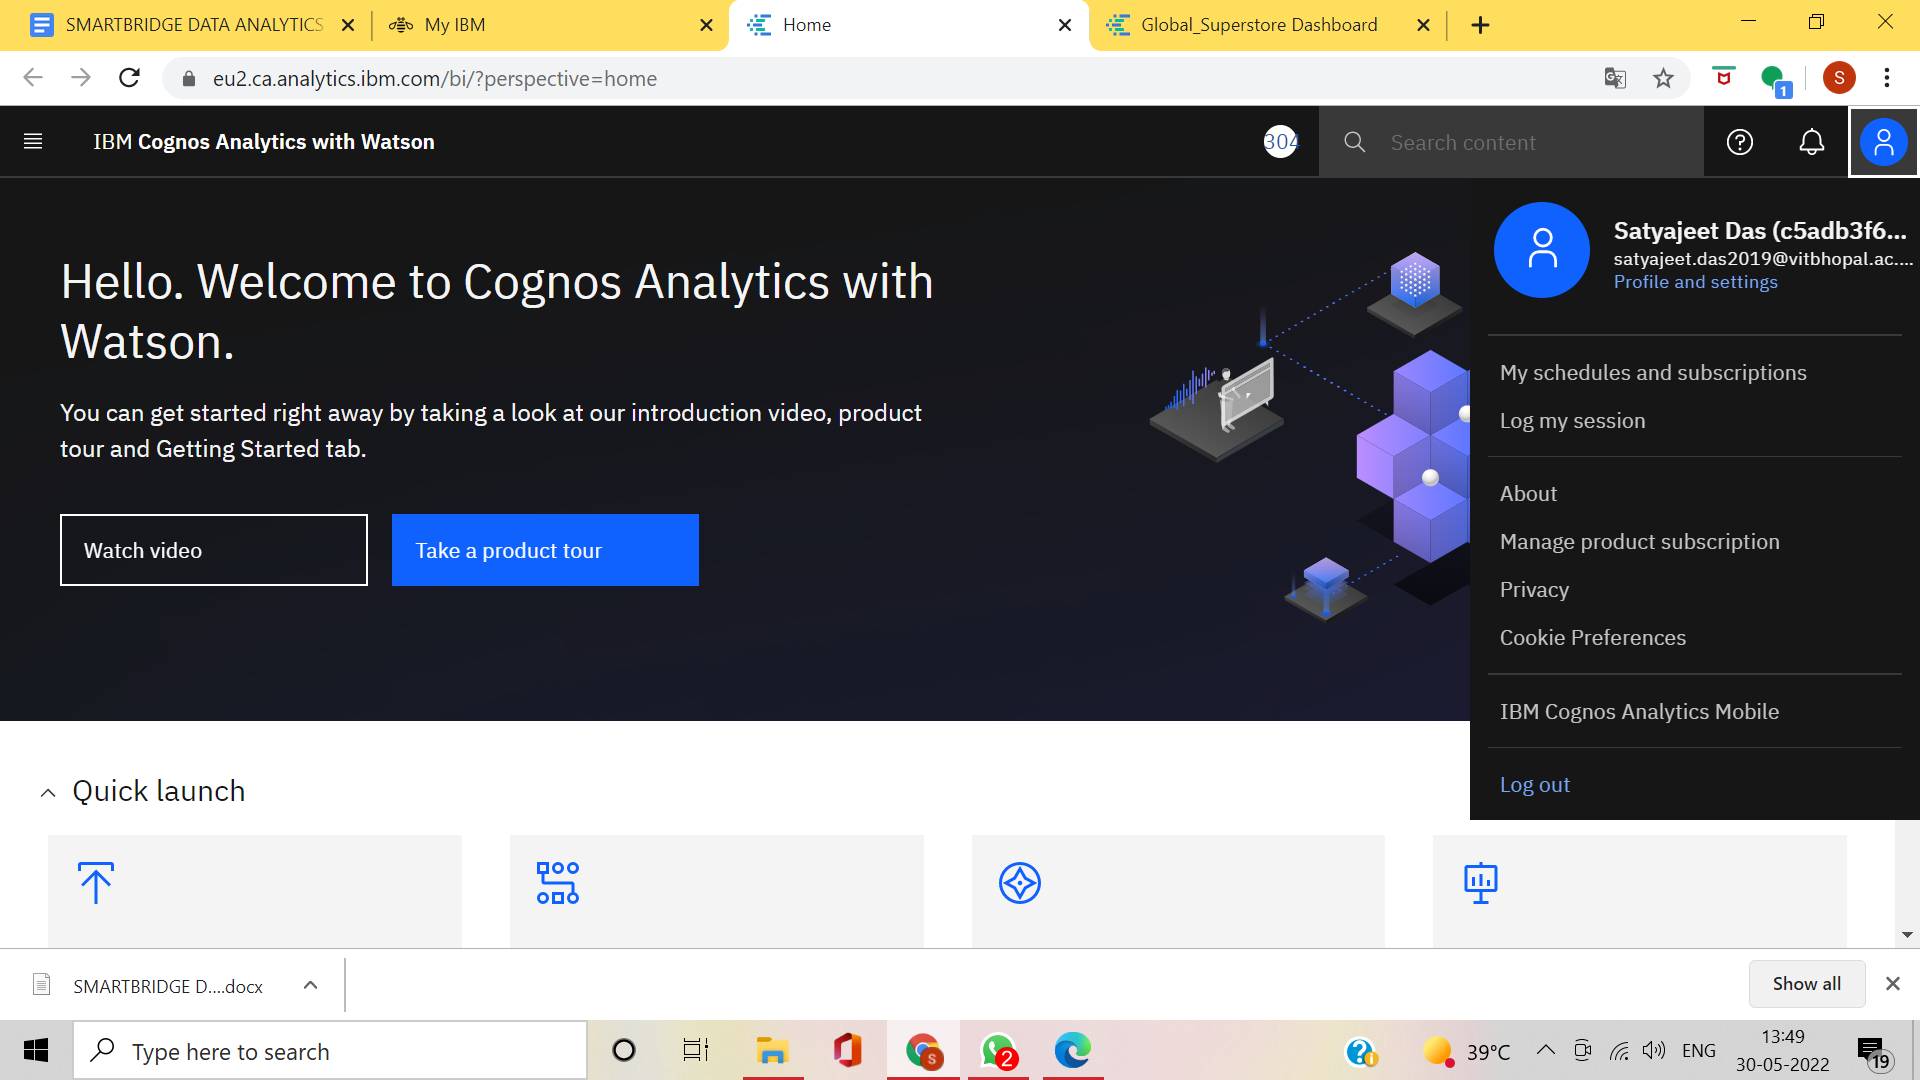 SMARTBRIDGE DATA ANALYTICS
My IBM
Home
Global_Superstore Dashboard
eu2.ca.analytics.ibm.com/bi/?perspective=home
S
1
IBM Cognos Analytics with Watson
304
Search content
Hello. Welcome to Cognos Analytics with
Watson.
You can get started right away by taking a look at our introduction video, product
tour and Getting Started tab.
Watch video
Take a product tour
Satyajeet Das (c5adb3f6...
satyajeet.das2019@vitbhopal.ac....
Profile and settings
My schedules and subscriptions
Log my session
About
Manage product subscription
Privacy
Cookie Preferences
IBM Cognos Analytics Mobile
Log out
Quick launch
SMARTBRIDGE D....docx
Show all
Type here to search
S
2
39°C
ENG
13:49
30-05-2022
19